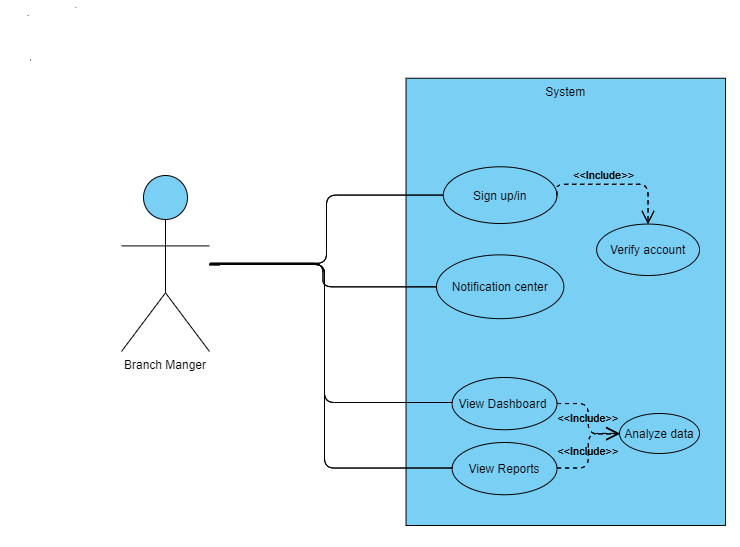 System
Sign up/in
<<Include>>
Verify account
Notification center
Branch Manger
View Dashboard
<<Include>>
Analyze data
<<Include>>
View Reports